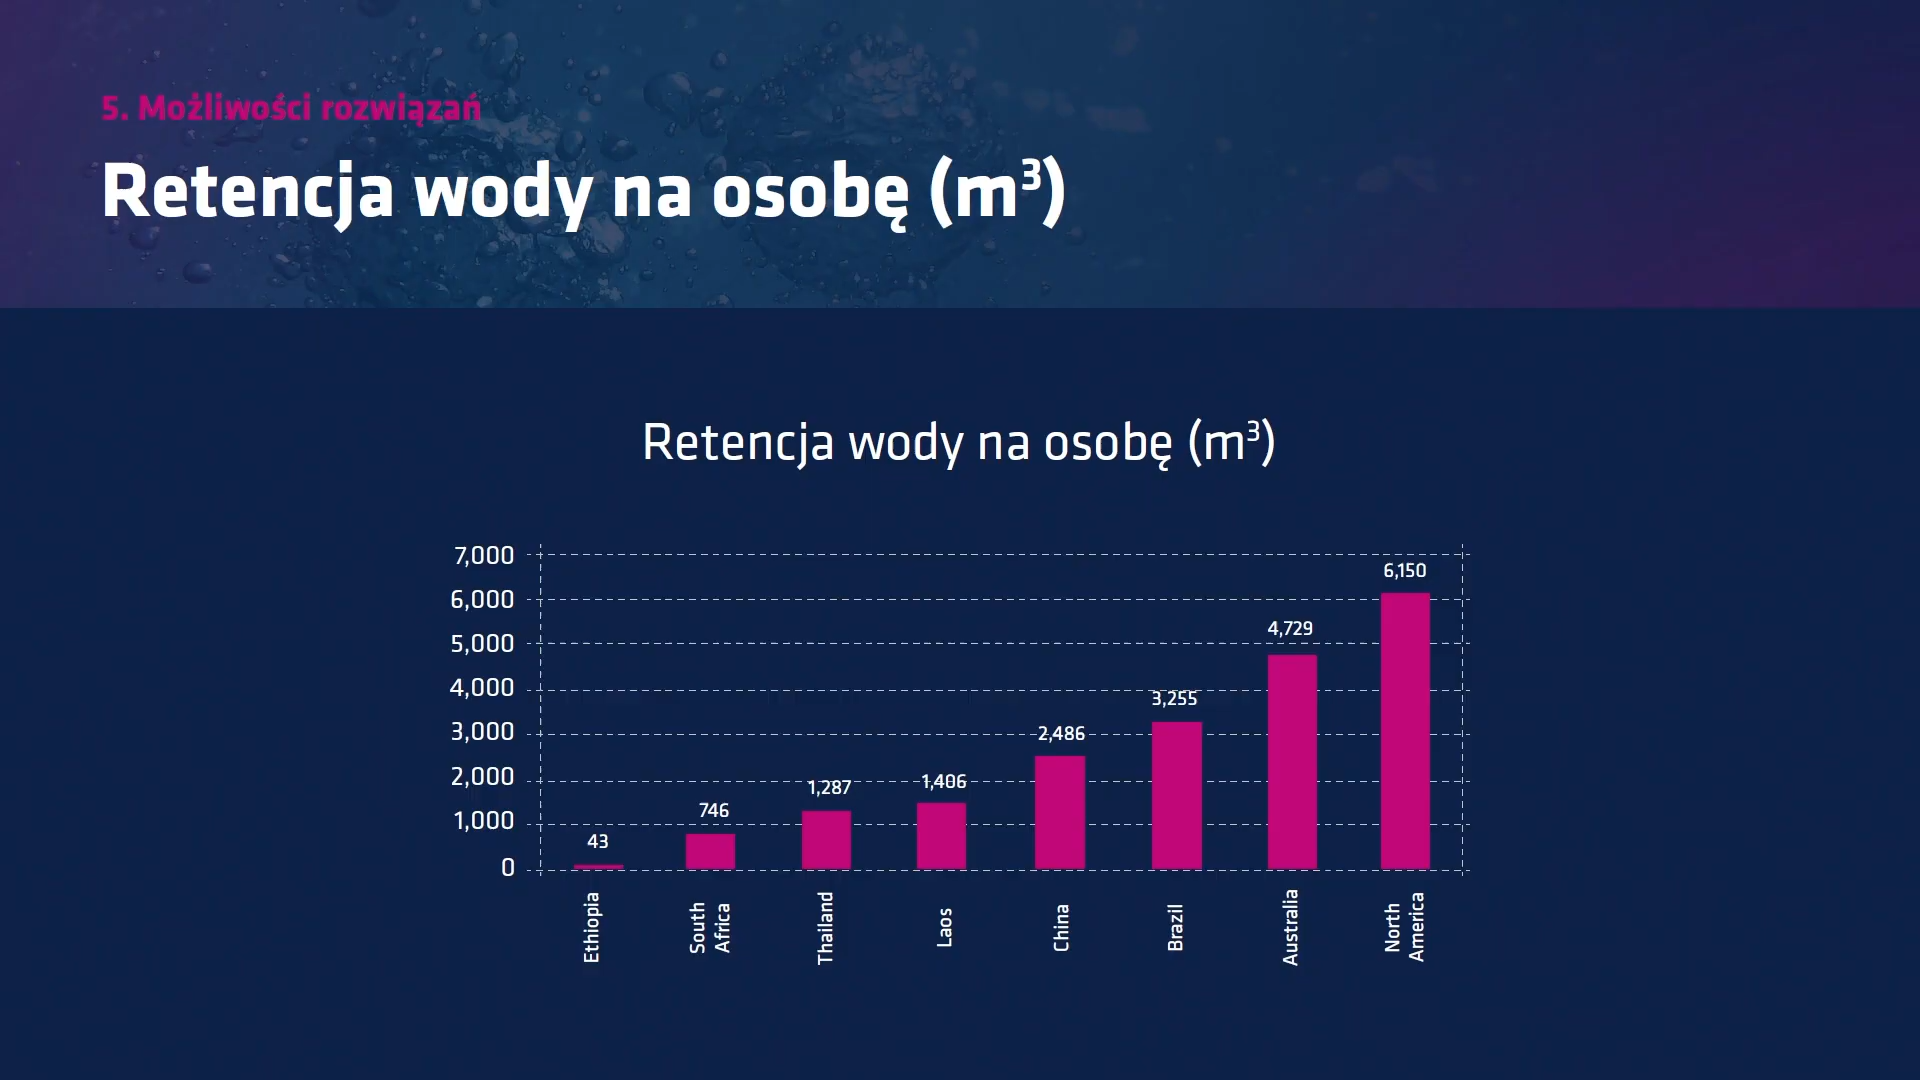 5. Możliwości rozwiązań
Retencja wody na osobę (m³)
Retencja wody na osobę (m³)
7,000
6,000
5,000
4,000
3,000
2,000
1,000
0
43
746
1,287
1,406
2,486
3,255
4,729
6,150
Ethiopia
South
Africa
Thailand
Laos
China
Brazil
Australia
North
America